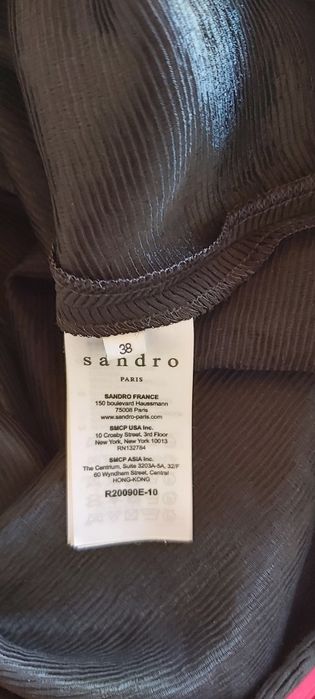 38
sandro
PARIS
SANDRO FRANCE
150 boulevard Haussmann
75008 Paris
www.sandro-paris.com
SMCP USA Inc.
10 Crosby Street, 3rd Floor
New York, New York 10013
RN132784
SMCP ASIA Inc.
The Centrium, Suite 3203A-5A, 32/F
60 Wyndham Street, Central
HONG-KONG
R20090E-10